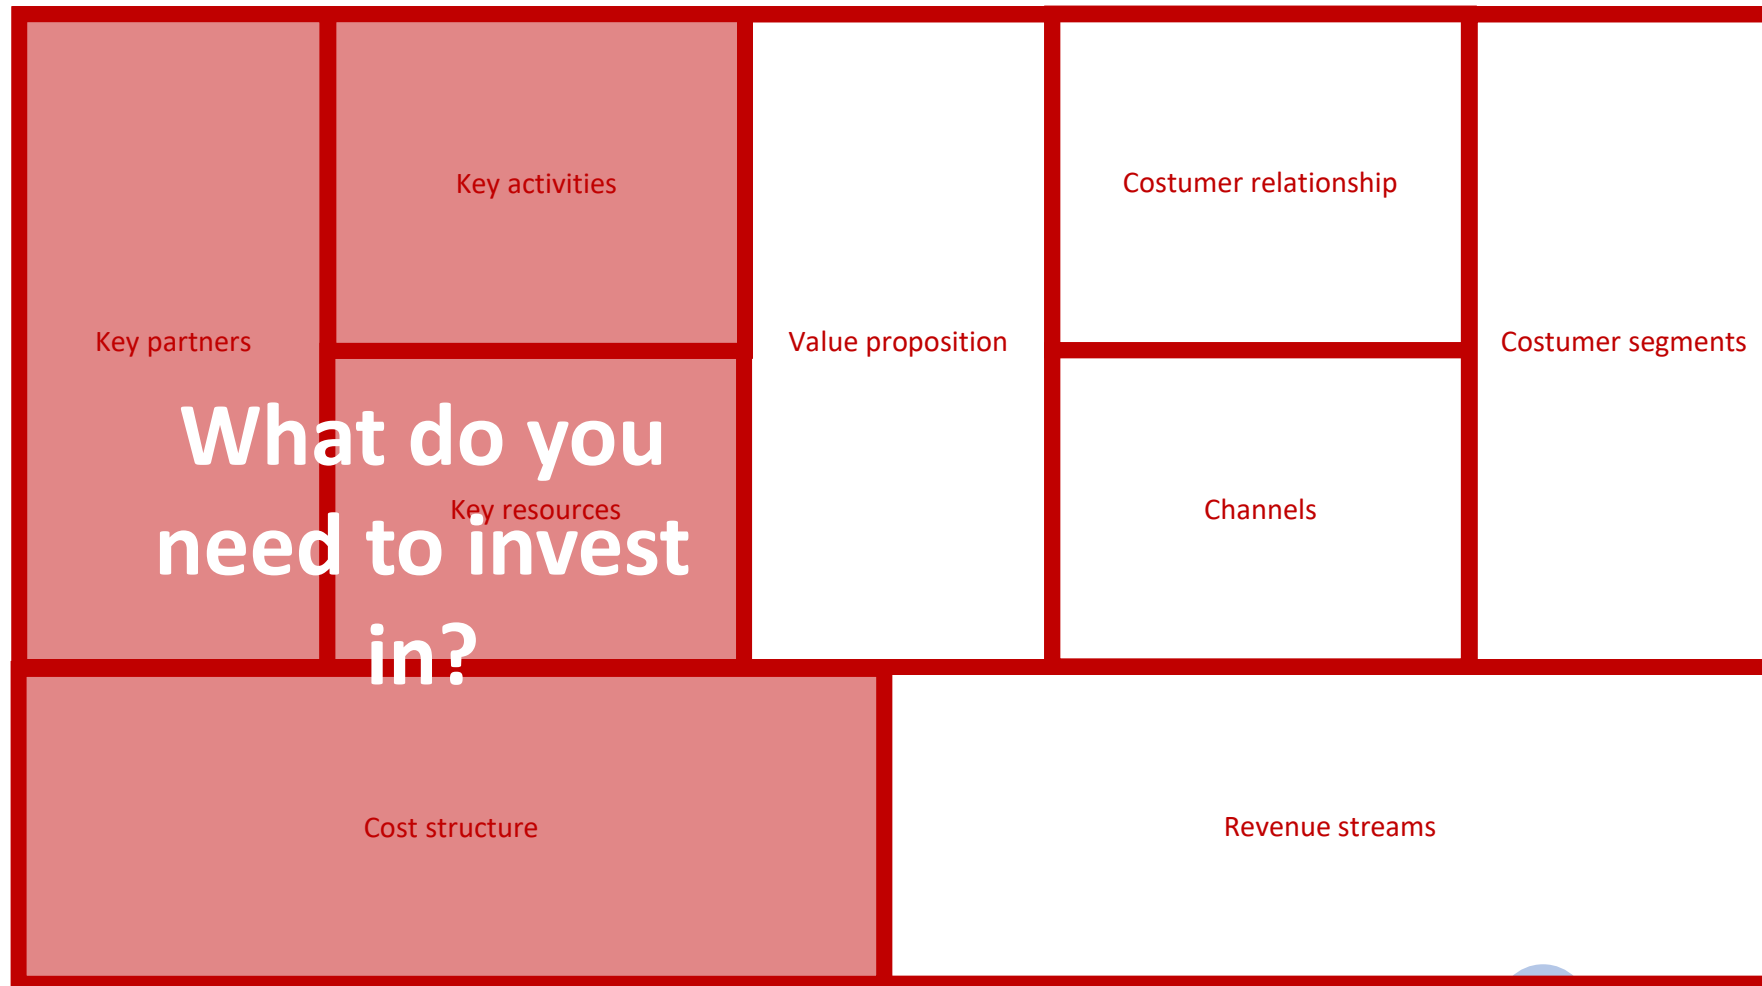 Key partners
Key activities
Key resources
What do you
need to invest
in?
Value proposition
Costumer relationship
Channels
Costumer segments
Cost structure
Revenue streams